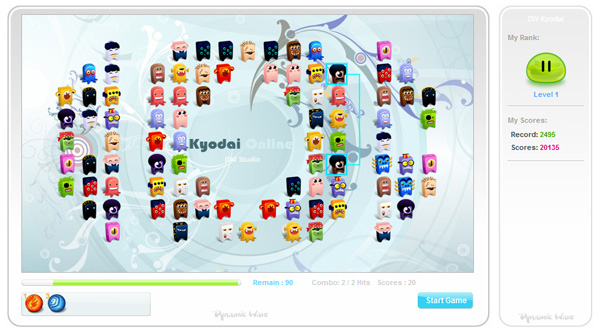 DW Kyodai
My Rank:
Level 1
My Scores:
Record: 2495
Scores: 20135
Kyodai Online
DW Studio
Remain : 90 Combo: 2 / 2 Hits Scores : 20
Start Game
Dynamic Wave
Dynamic Wave